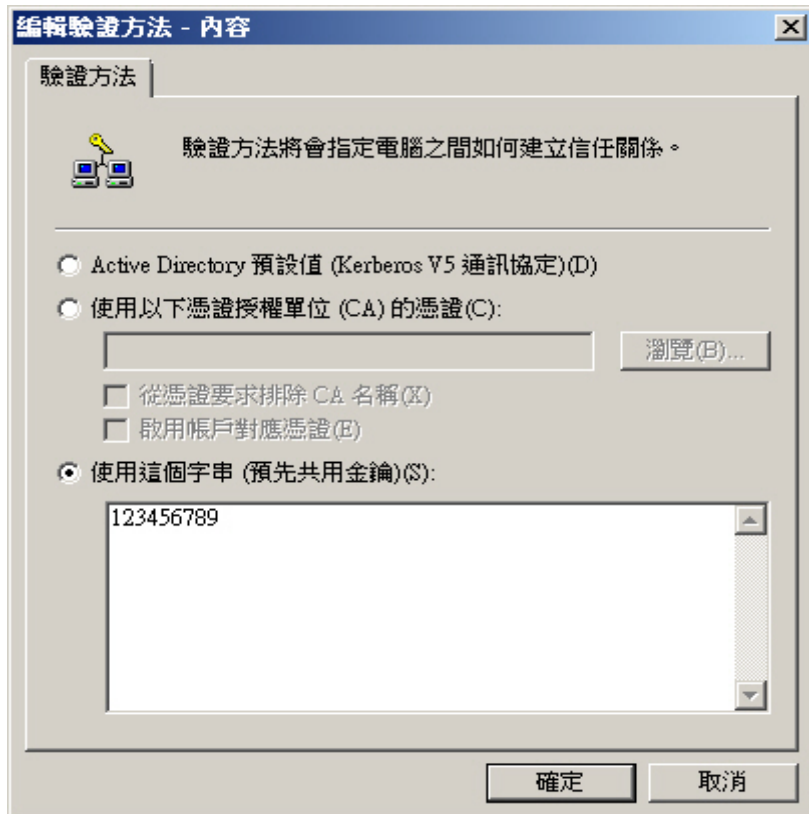 編輯驗證方法 - 內容
驗證方法
驗證方法將會指定電腦之間如何建立信任關係。
Active Directory 預設值 (Kerberos V5 通訊協定)(D)
使用以下憑證授權單位 (CA) 的憑證(C):
瀏覽(B)...
從憑證要求排除 CA 名稱(X)
啟用帳戶對應憑證(E)
使用這個字串 (預先共用金鑰)(S):
123456789
確定 取消